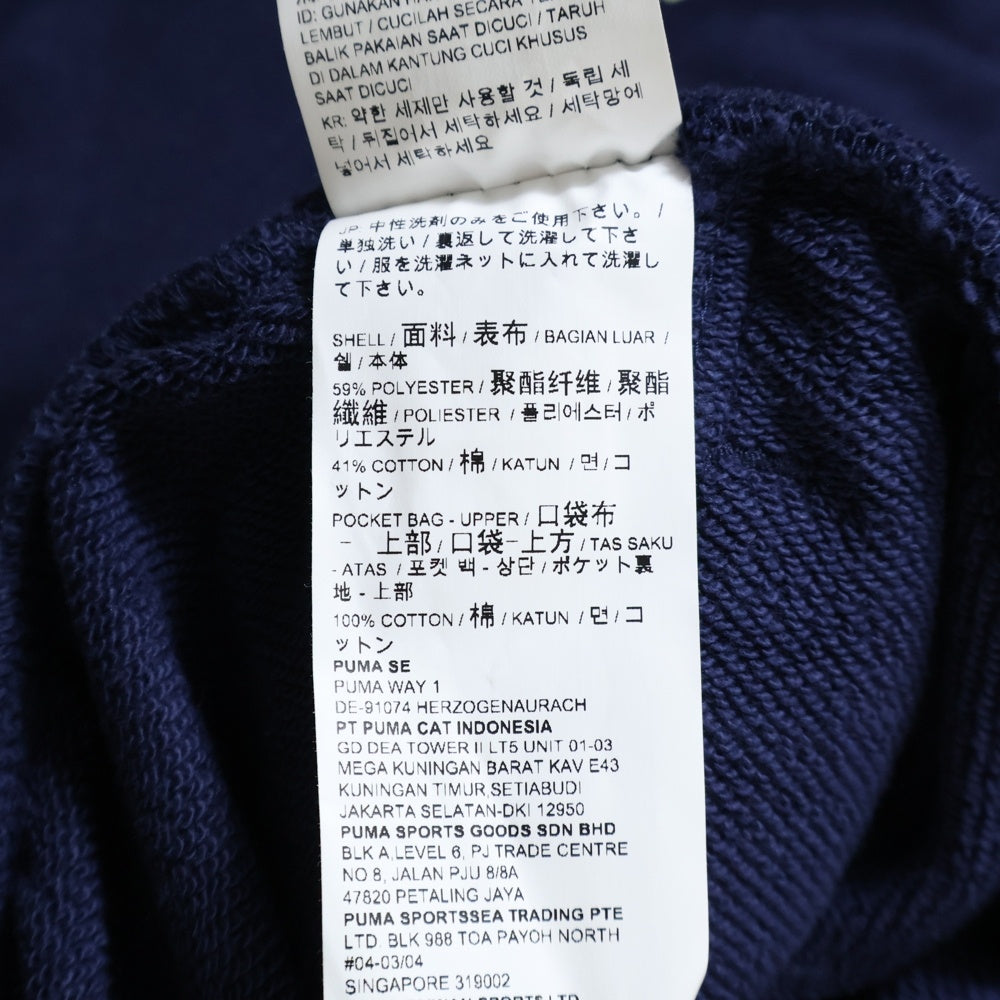 ID: GUNAKAN
LEMBUT / CUCILAH SECARA
BALIK PAKAIAN SAAT DICUCI / TARUH
DI DALAM KANTUNG CUCI KHUSUS
SAAT DICUCI
KR: 약한 세제만 사용할 것 / 독립 세
탁 / 뒤집어서 세탁하세요 / 세탁망에
넣어서 세탁하세요
JP: 中性洗剤のみをご使用下さい。 /
単独洗い / 裏返して洗濯して下さ
い / 服を洗濯ネットに入れて洗濯し
て下さい。
SHELL / 面料 / 表布 / BAGIAN LUAR /
쉘 / 本体
59% POLYESTER / 聚酯纤维 / 聚酯
纖維 / POLIESTER / 폴리에스터 / ポ
リエステル
41% COTTON / 棉 / KATUN / 면 / コ
ットン
POCKET BAG - UPPER / 口袋布
- 上部 / 口袋-上方 / TAS SAKU
- ATAS / 포켓 백 - 상단 / ポケット裏
地 - 上部
100% COTTON / 棉 / KATUN / 면 / コ
ットン
PUMA SE
PUMA WAY 1
DE-91074 HERZOGENAURACH
PT PUMA CAT INDONESIA
GD DEA TOWER II LT5 UNIT 01-03
MEGA KUNINGAN BARAT KAV E43
KUNINGAN TIMUR,SETIABUDI
JAKARTA SELATAN-DKI 12950
PUMA SPORTS GOODS SDN BHD
BLK A,LEVEL 6, PJ TRADE CENTRE
NO 8, JALAN PJU 8/8A
47820 PETALING JAYA
PUMA SPORTSSEA TRADING PTE
LTD. BLK 988 TOA PAYOH NORTH
#04-03/04
SINGAPORE 319002
SPORTS LTD